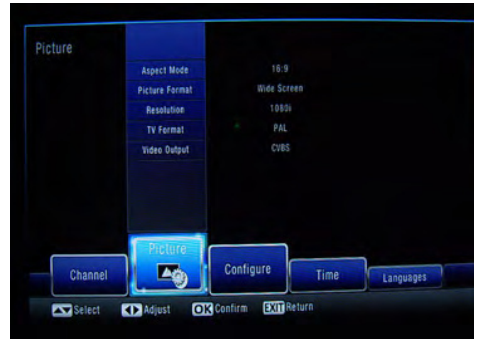 Picture
Aspect Mode 16:9
Picture Format Wide Screen
Resolution 1080i
TV Format PAL
Video Output CVBS
Picture
Channel Configure Time Languages
Select Adjust OK Confirm EXIT Return